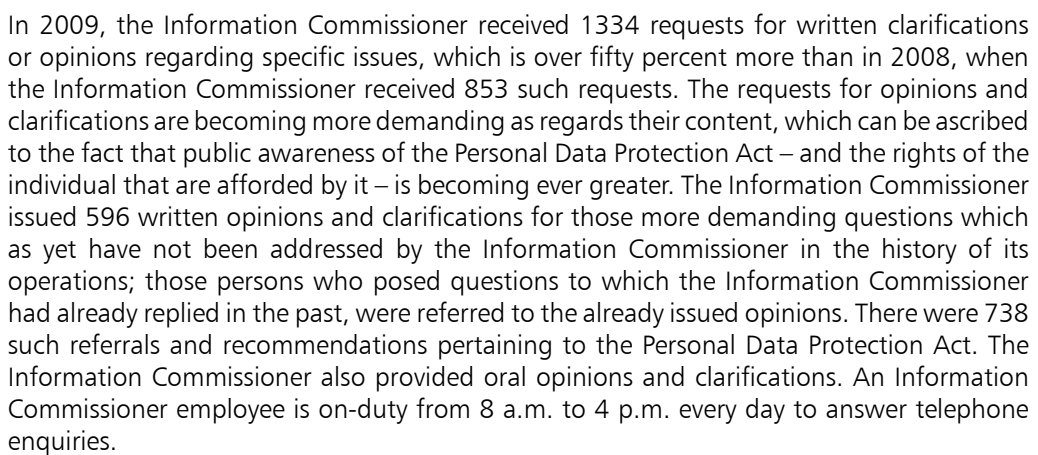 In 2009, the Information Commissioner received 1334 requests for written clarifications
or opinions regarding specific issues, which is over fifty percent more than in 2008, when
the Information Commissioner received 853 such requests. The requests for opinions and
clarifications are becoming more demanding as regards their content, which can be ascribed
to the fact that public awareness of the Personal Data Protection Act – and the rights of the
individual that are afforded by it – is becoming ever greater. The Information Commissioner
issued 596 written opinions and clarifications for those more demanding questions which
as yet have not been addressed by the Information Commissioner in the history of its
operations; those persons who posed questions to which the Information Commissioner
had already replied in the past, were referred to the already issued opinions. There were 738
such referrals and recommendations pertaining to the Personal Data Protection Act. The
Information Commissioner also provided oral opinions and clarifications. An Information
Commissioner employee is on-duty from 8 a.m. to 4 p.m. every day to answer telephone
enquiries.